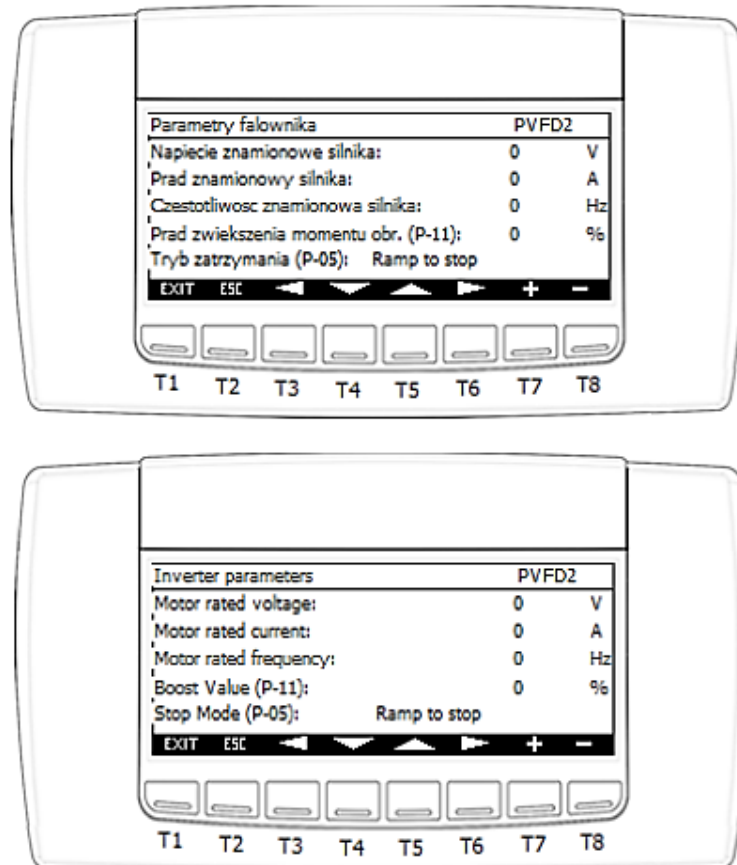 Parametry falownika PVFD2
Napiecie znamionowe silnika: 0 V
Prad znamionowy silnika: 0 A
Czestotliwosc znamionowa silnika: 0 Hz
Prad zwiekszenia momentu obr. (P-11): 0 %
Tryb zatrzymania (P-05): Ramp to stop
EXIT ESC + -
T1 T2 T3 T4 T5 T6 T7 T8
Inverter parameters PVFD2
Motor rated voltage: 0 V
Motor rated current: 0 A
Motor rated frequency: 0 Hz
Boost Value (P-11): 0 %
Stop Mode (P-05): Ramp to stop
EXIT ESC + -
T1 T2 T3 T4 T5 T6 T7 T8